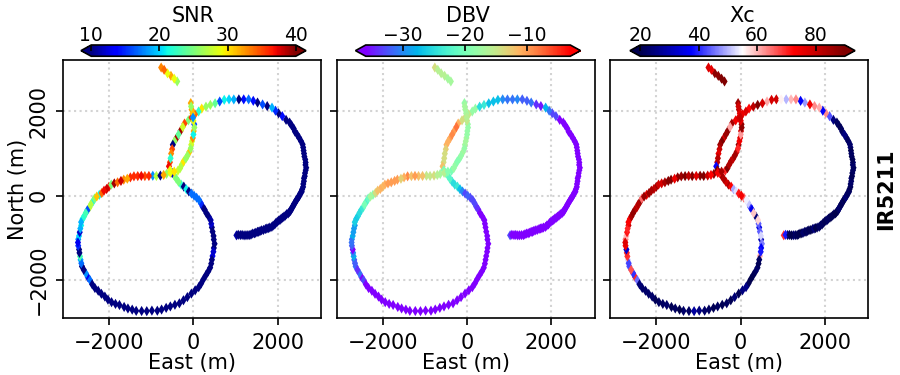 SNR DBV Xc
10 20 30 40 −30 −20 −10 20 40 60 80
2000
0
−2000
North (m)
−2000 0 2000 −2000 0 2000 −2000 0 2000
East (m) East (m) East (m)
IR5211